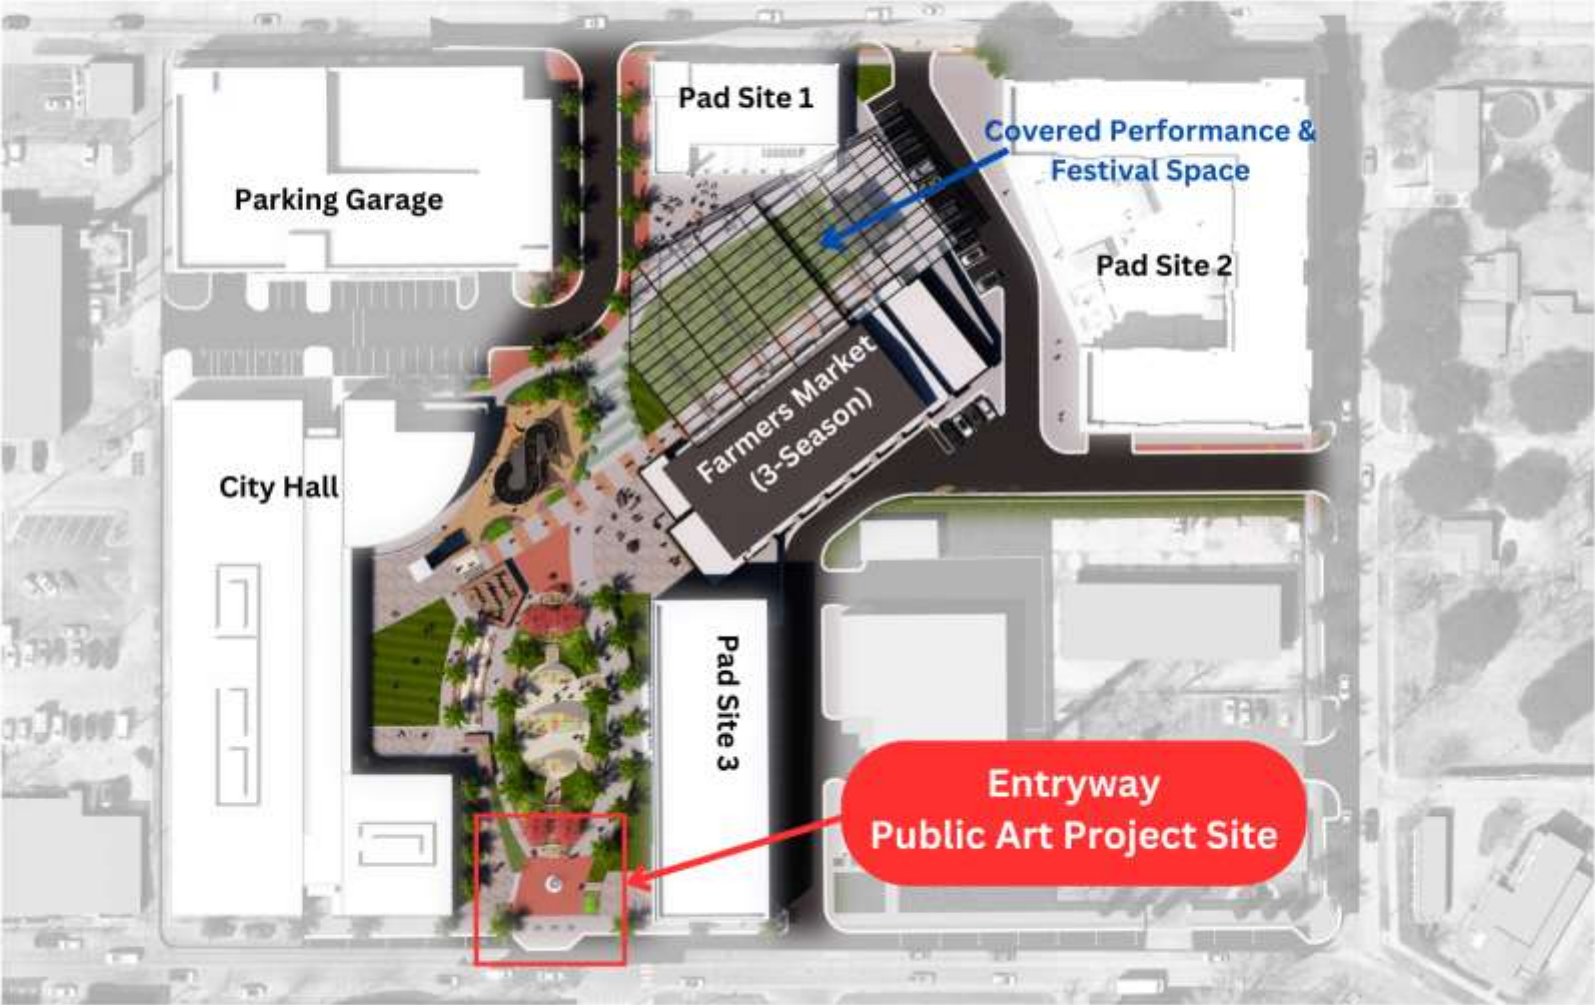 Pad Site 1
Covered Performance &
Festival Space
Parking Garage
Pad Site 2
Farmers Market
(3-Season)
City Hall
Pad Site 3
Entryway
Public Art Project Site